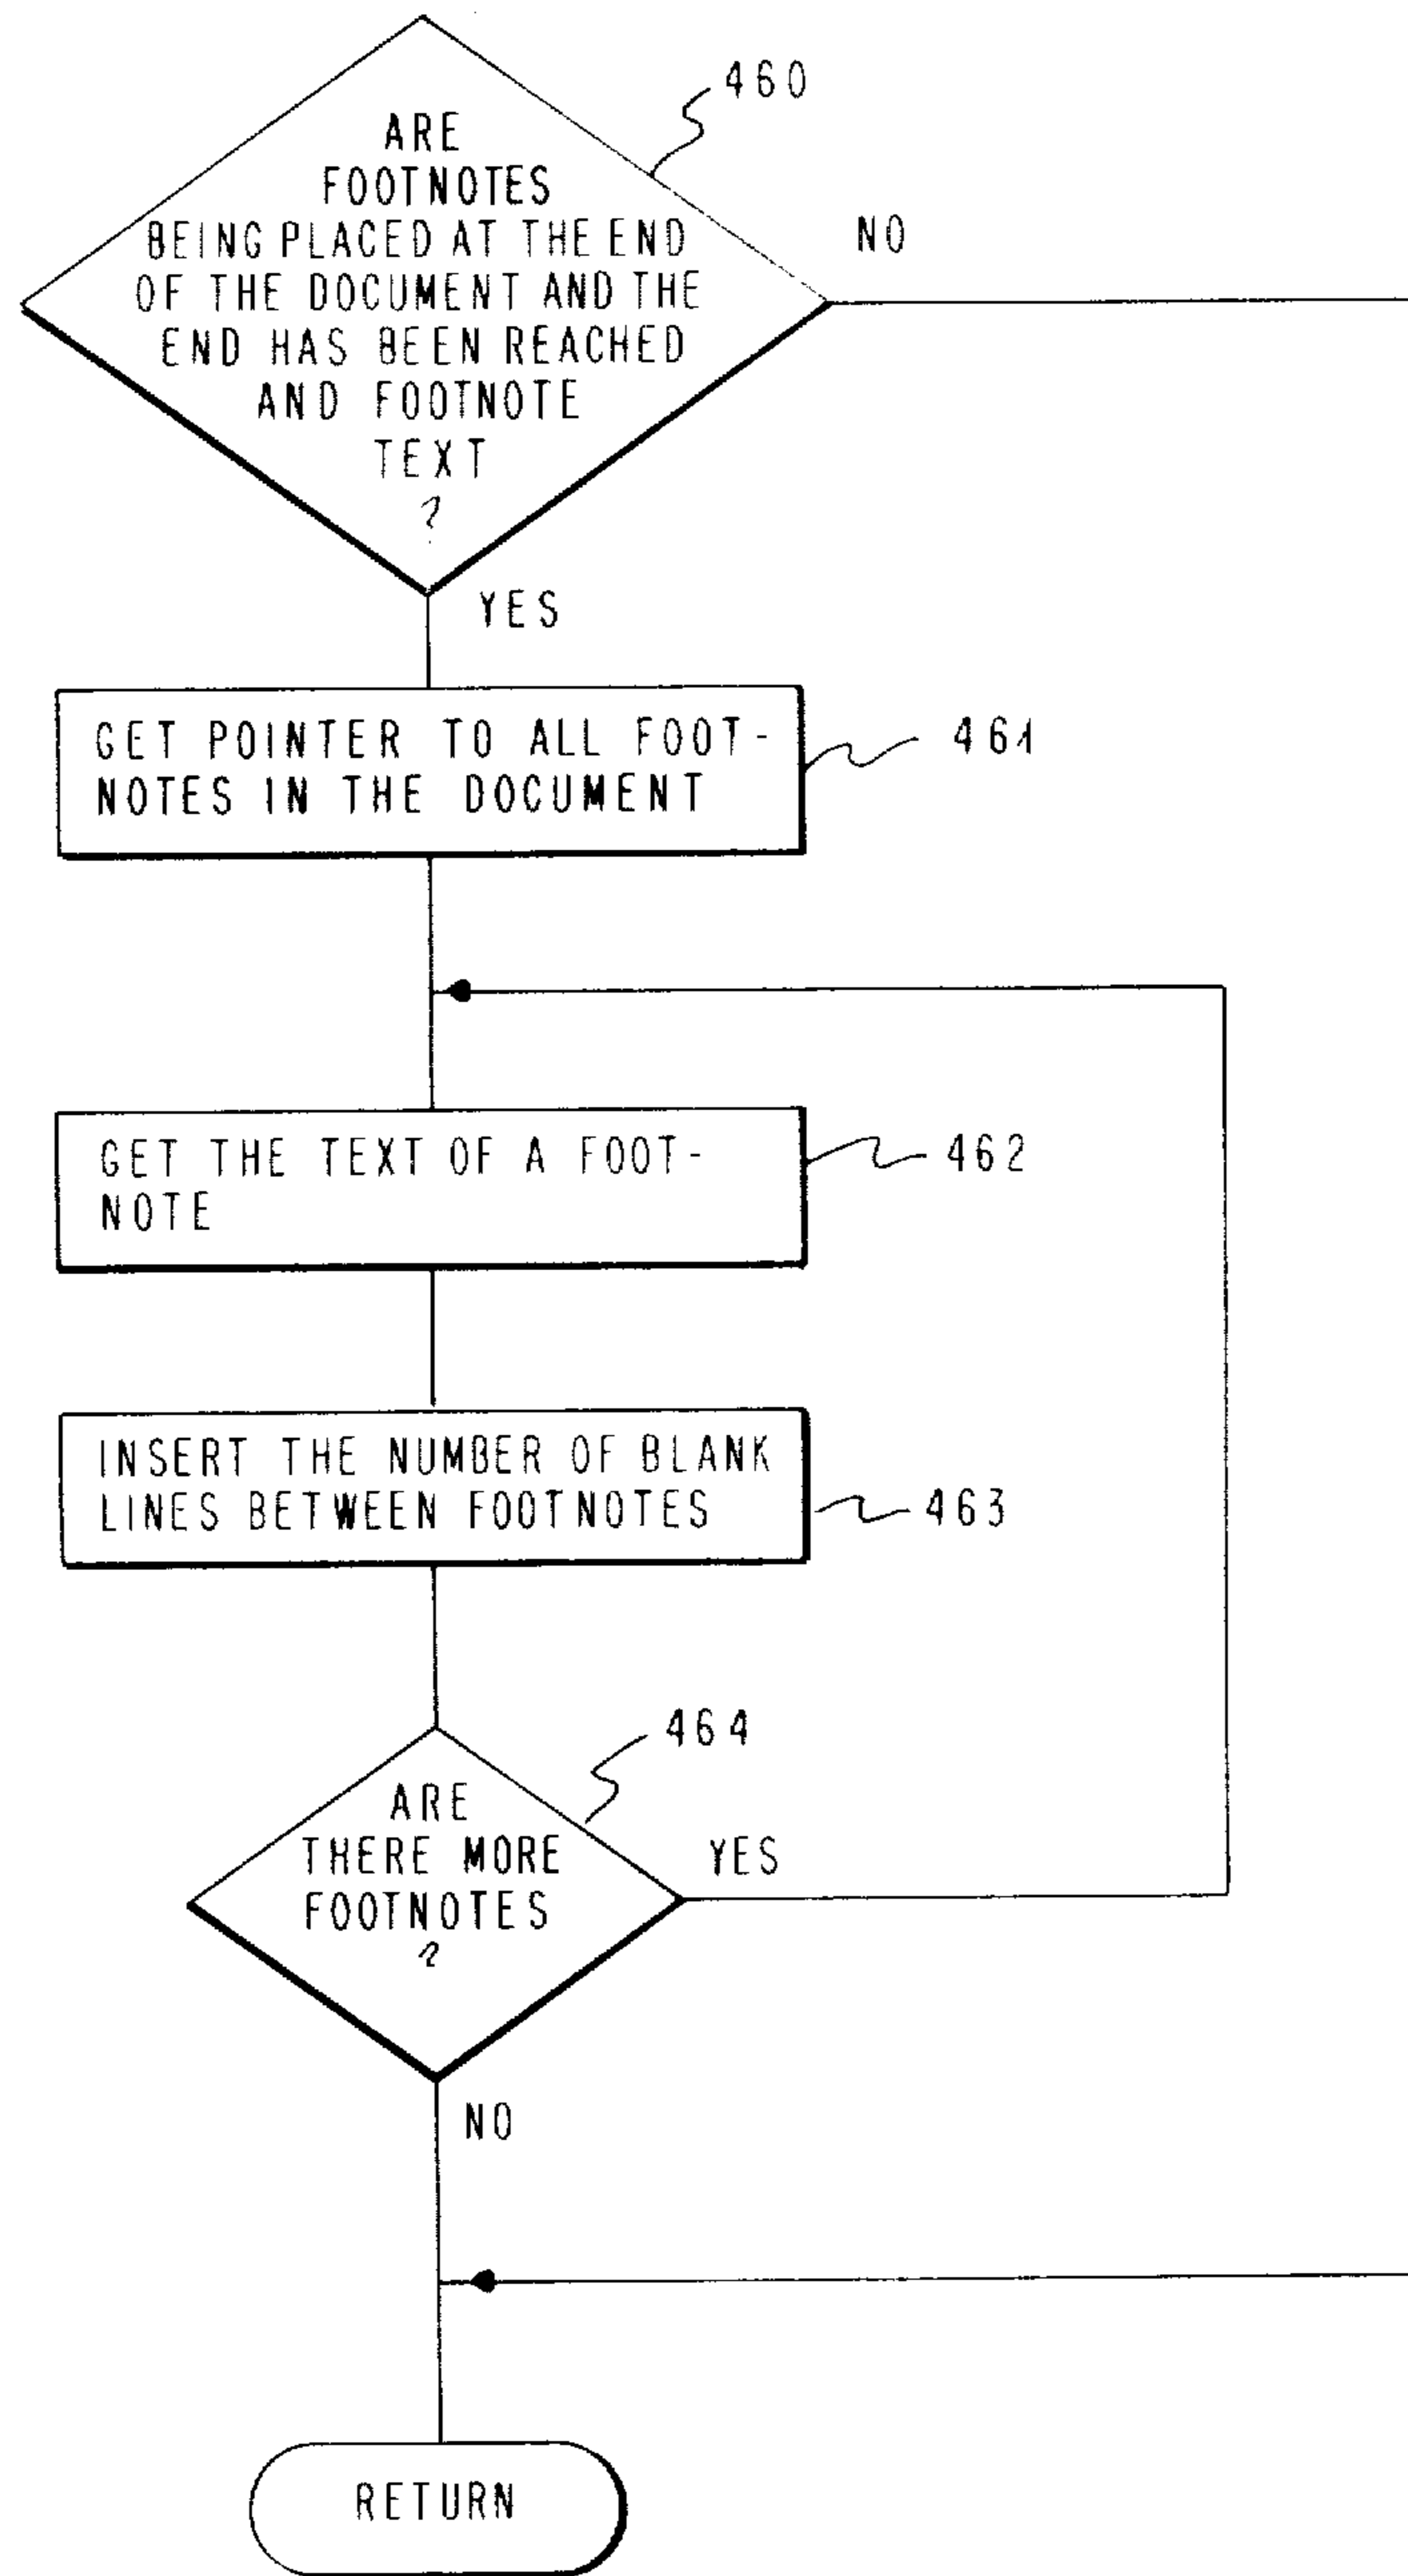 460
ARE
FOOTNOTES
BEING PLACED AT THE END
OF THE DOCUMENT AND THE
END HAS BEEN REACHED
AND FOOTNOTE
TEXT
?
NO
YES
GET POINTER TO ALL FOOT-
NOTES IN THE DOCUMENT
461
GET THE TEXT OF A FOOT-
NOTE
462
INSERT THE NUMBER OF BLANK
LINES BETWEEN FOOTNOTES
463
464
ARE
THERE MORE
FOOTNOTES
?
YES
NO
RETURN